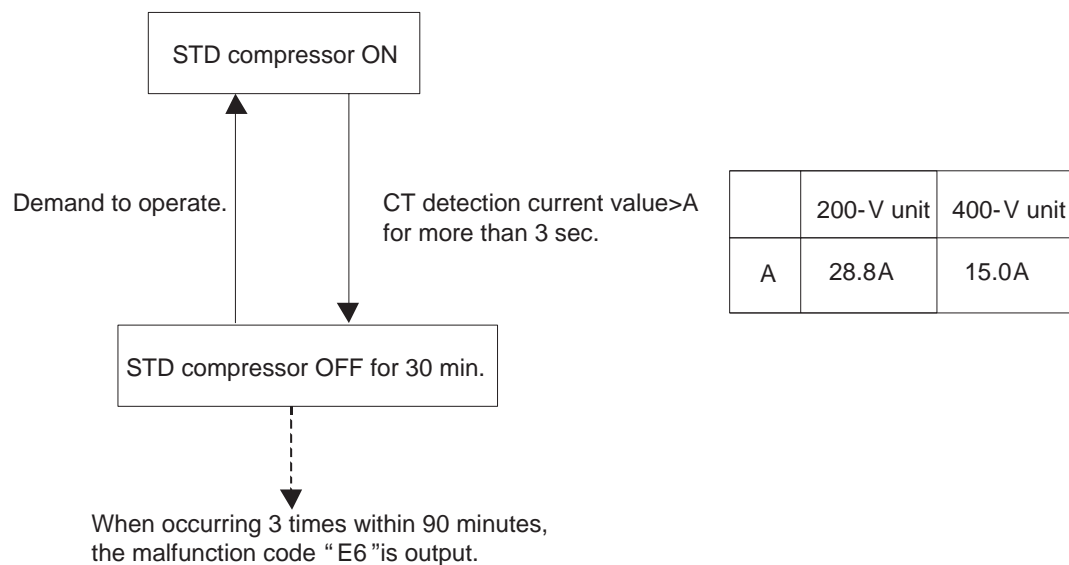 STD compressor ON
Demand to operate.
CT detection current value>A
for more than 3 sec.
200-V unit 400-V unit
A 28.8A 15.0A
STD compressor OFF for 30 min.
When occurring 3 times within 90 minutes,
the malfunction code “E6”is output.